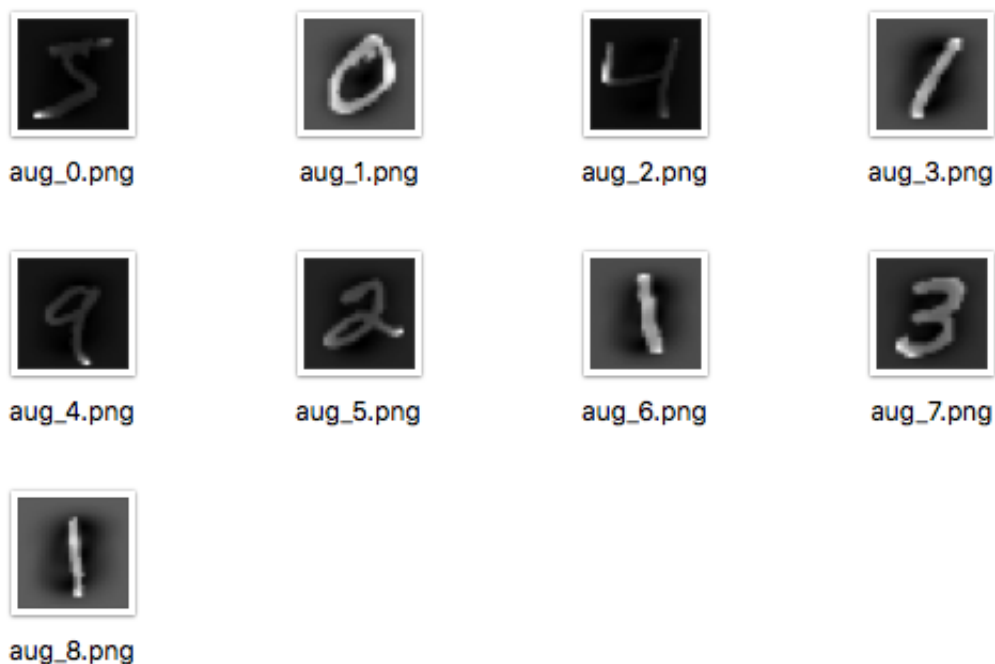 5 0 4 1
aug_0.png aug_1.png aug_2.png aug_3.png
9 2 1 3
aug_4.png aug_5.png aug_6.png aug_7.png
1
aug_8.png